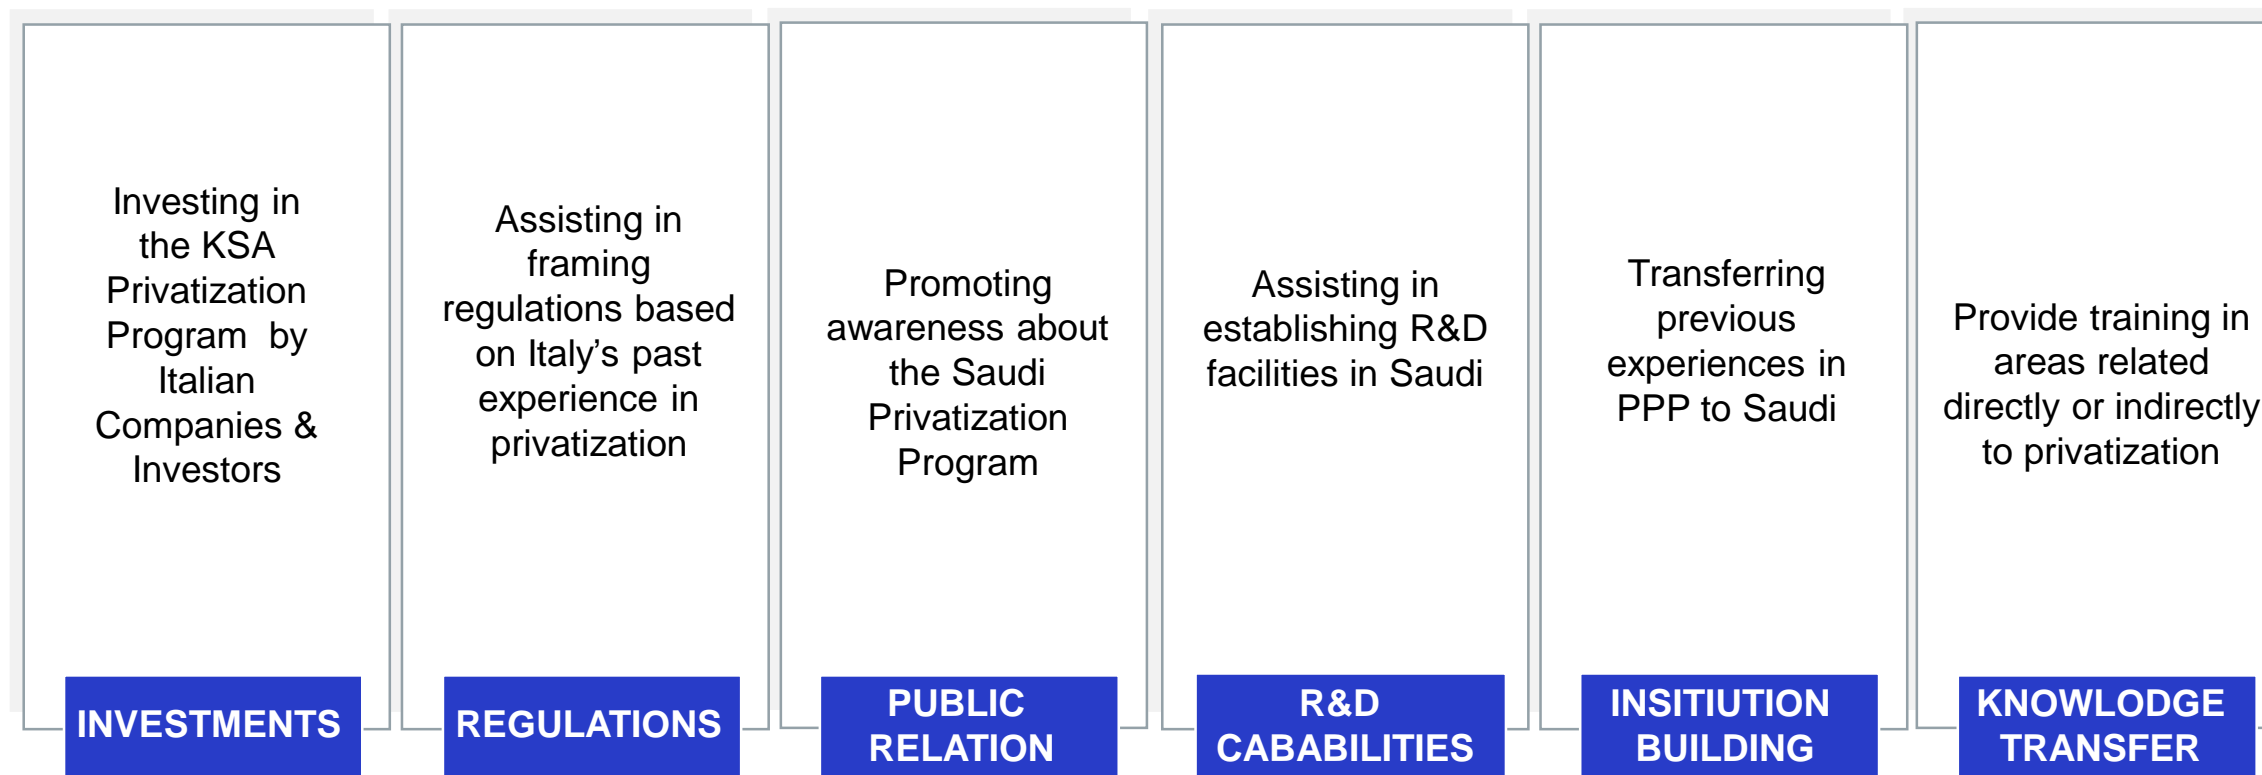 Investing in
the KSA
Privatization
Program  by
Italian
Companies &
Investors
INVESTMENTS
Assisting in
framing
regulations based
on Italy’s past
experience in
privatization
REGULATIONS
Promoting
awareness about
the Saudi
Privatization
Program
PUBLIC
RELATION
Assisting in
establishing R&D
facilities in Saudi
R&D
CABABILITIES
Transferring
previous
experiences in
PPP to Saudi
INSITIUTION
BUILDING
Provide training in
areas related
directly or indirectly
to privatization
KNOWLODGE
TRANSFER